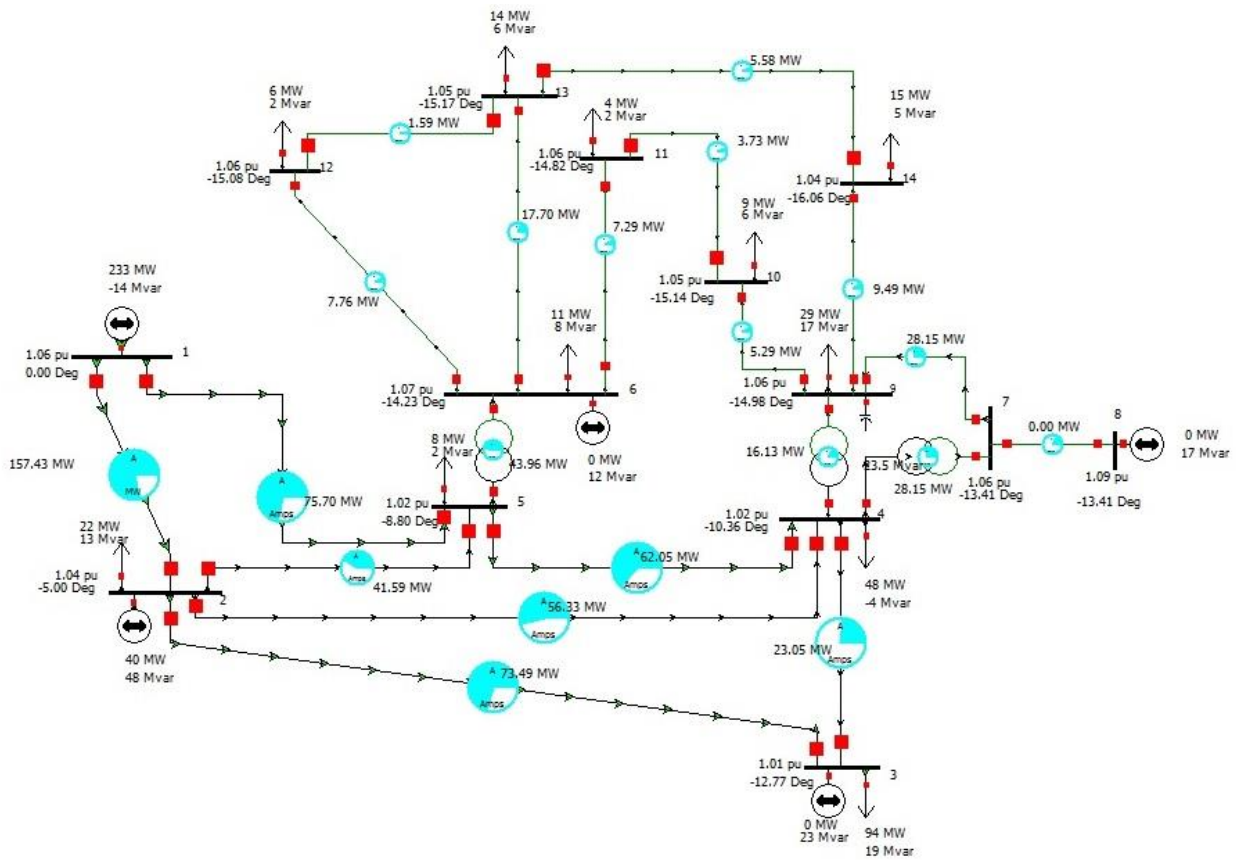 14 MW
6 Mvar
1.05 pu
-15.17 Deg
13
5.58 MW
6 MW
2 Mvar
1.06 pu
-15.08 Deg
12
1.59 MW
4 MW
2 Mvar
1.06 pu
-14.82 Deg
11
3.73 MW
15 MW
5 Mvar
1.04 pu
-16.06 Deg
14
17.70 MW
7.29 MW
9 MW
6 Mvar
1.05 pu
-15.14 Deg
10
7.76 MW
9.49 MW
233 MW
-14 Mvar
1.06 pu
0.00 Deg
1
11 MW
8 Mvar
1.07 pu
-14.23 Deg
6
0 MW
12 Mvar
5.29 MW
29 MW
17 Mvar
1.06 pu
-14.98 Deg
9
28.15 MW
7
1.06 pu
-13.41 Deg
0.00 MW
8
1.09 pu
-13.41 Deg
0 MW
17 Mvar
16.13 MW
28.15 MW
43.96 MW
8 MW
2 Mvar
1.02 pu
-8.80 Deg
5
157.43 MW
A
MW
A
Amps
75.70 MW
1.02 pu
-10.36 Deg
4
48 MW
-4 Mvar
22 MW
13 Mvar
1.04 pu
-5.00 Deg
2
40 MW
48 Mvar
A
Amps
41.59 MW
A
Amps
62.05 MW
A
Amps
56.33 MW
A
Amps
23.05 MW
A
Amps
73.49 MW
1.01 pu
-12.77 Deg
3
0 MW
23 Mvar
94 MW
19 Mvar